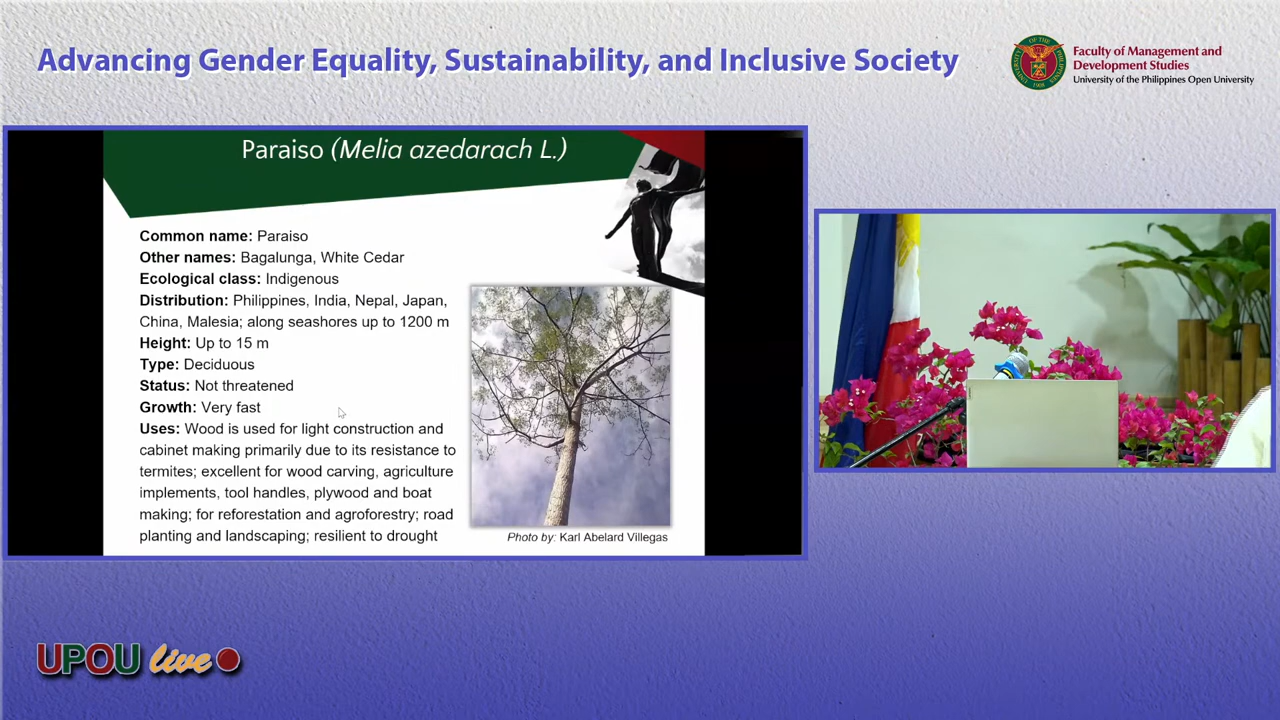 Advancing Gender Equality, Sustainability, and Inclusive Society
Faculty of Management and
Development Studies
University of the Philippines Open University
Paraiso (Melia azedarach L.)
Common name: Paraiso
Other names: Bagalunga, White Cedar
Ecological class: Indigenous
Distribution: Philippines, India, Nepal, Japan,
China, Malesia; along seashores up to 1200 m
Height: Up to 15 m
Type: Deciduous
Status: Not threatened
Growth: Very fast
Uses: Wood is used for light construction and
cabinet making primarily due to its resistance to
termites; excellent for wood carving, agriculture
implements, tool handles, plywood and boat
making; for reforestation and agroforestry; road
planting and landscaping; resilient to drought
Photo by: Karl Abelard Villegas
UPOU live